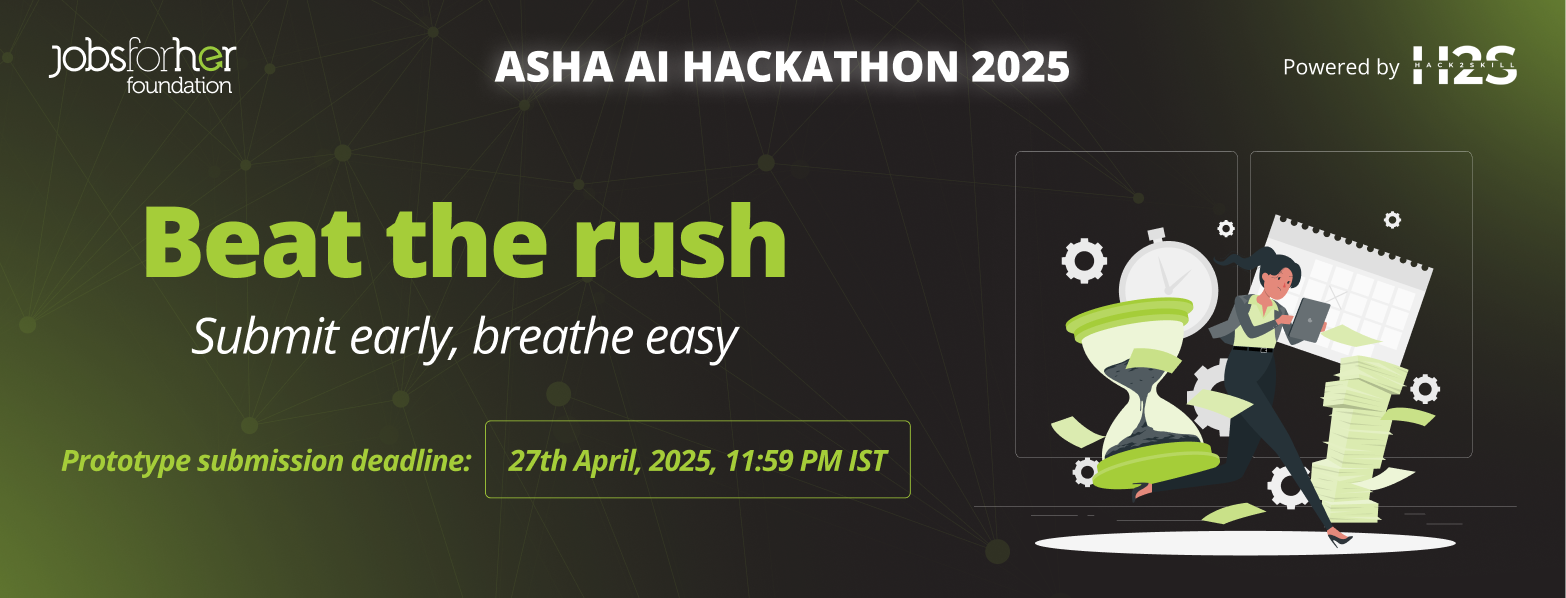 jobsforher
foundation
ASHA AI HACKATHON 2025
Powered by H2S
HACK2SKILL
Beat the rush
Submit early, breathe easy
Prototype submission deadline: 27th April, 2025, 11:59 PM IST